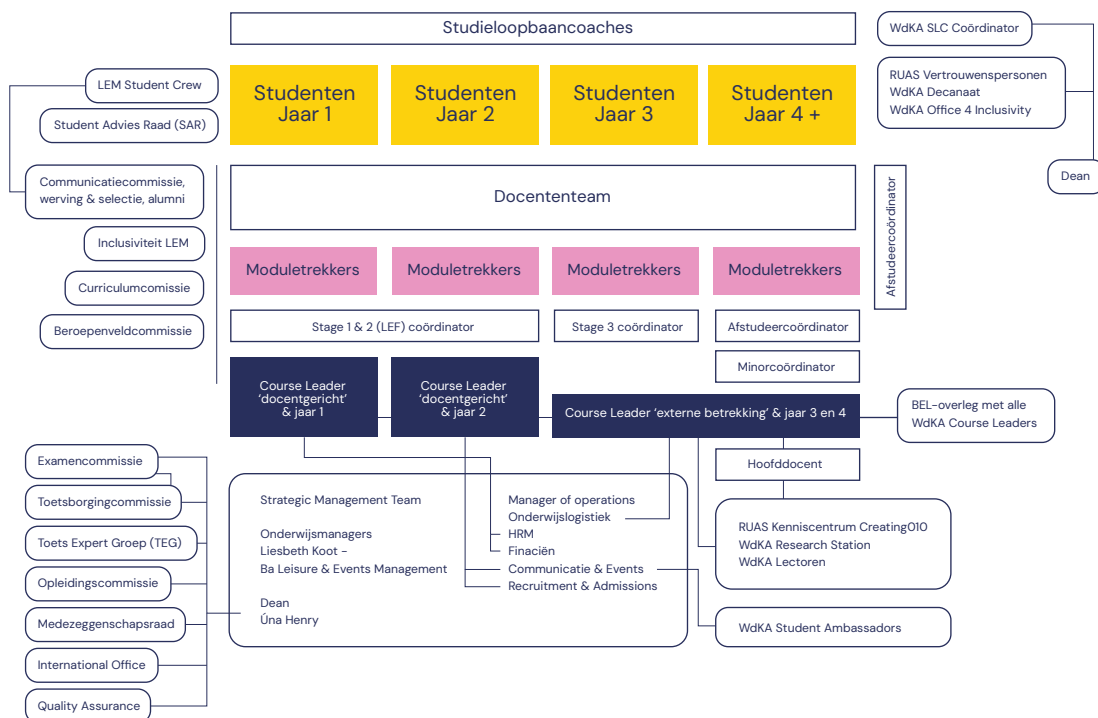 Studieloopbaancoaches
WdKA SLC Coördinator
LEM Student Crew
Student Advies Raad (SAR)
Studenten
Jaar 1
Studenten
Jaar 2
Studenten
Jaar 3
Studenten
Jaar 4 +
RUAS Vertrouwenspersonen
WdKA Decanaat
WdKA Office 4 Inclusivity
Dean
Communicatiecommissie,
werving & selectie, alumni
Inclusiviteit LEM
Curriculumcomissie
Beroepenveldcommissie
Docententeam
Afstudeercoördinator
Moduletrekkers
Moduletrekkers
Moduletrekkers
Moduletrekkers
Stage 1 & 2 (LEF) coördinator
Stage 3 coördinator
Afstudeercoördinator
Minorcoördinator
Course Leader
‘docentgericht’
& jaar 1
Course Leader
‘docentgericht’
& jaar 2
Course Leader ‘externe betrekking’ & jaar 3 en 4
BEL-overleg met alle
WdKA Course Leaders
Hoofddocent
Examencommissie
Toetsborgingcommissie
Toets Expert Groep (TEG)
Opleidingscommissie
Medezeggenschapsraad
International Office
Quality Assurance
Strategic Management Team
Onderwijsmanagers
Liesbeth Koot -
Ba Leisure & Events Management
Dean
Úna Henry
Manager of operations
Onderwijslogistiek
HRM
Finaciën
Communicatie & Events
Recruitment & Admissions
RUAS Kenniscentrum Creating010
WdKA Research Station
WdKA Lectoren
WdKA Student Ambassadors